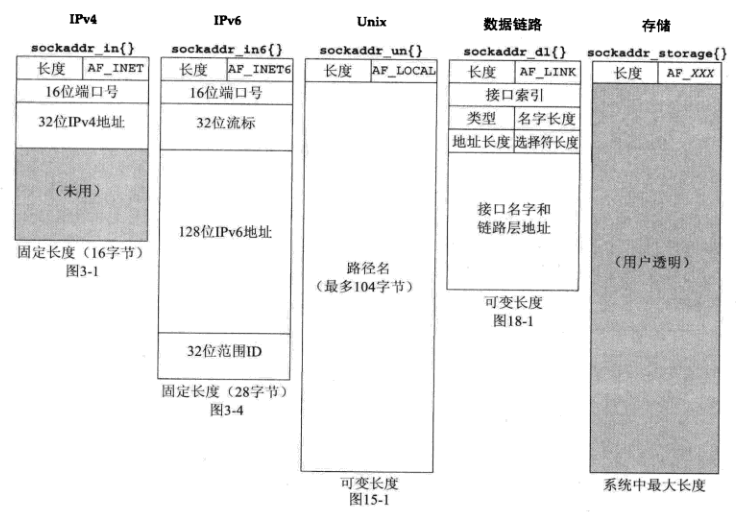 IPv4
sockaddr_in{}
长度 AF_INET
16位端口号
32位IPv4地址
（未用）
固定长度（16字节）
图3-1
IPv6
sockaddr_in6{}
长度 AF_INET6
16位端口号
32位流标
128位IPv6地址
32位范围ID
固定长度（28字节）
图3-4
Unix
sockaddr_un{}
长度 AF_LOCAL
路径名
（最多104字节）
可变长度
图15-1
数据链路
sockaddr_dl{}
长度 AF_LINK
接口索引
类型 名字长度
地址长度 选择符长度
接口名字和
链路层地址
可变长度
图18-1
存储
sockaddr_storage{}
长度 AF_XXX
（用户透明）
系统中最大长度